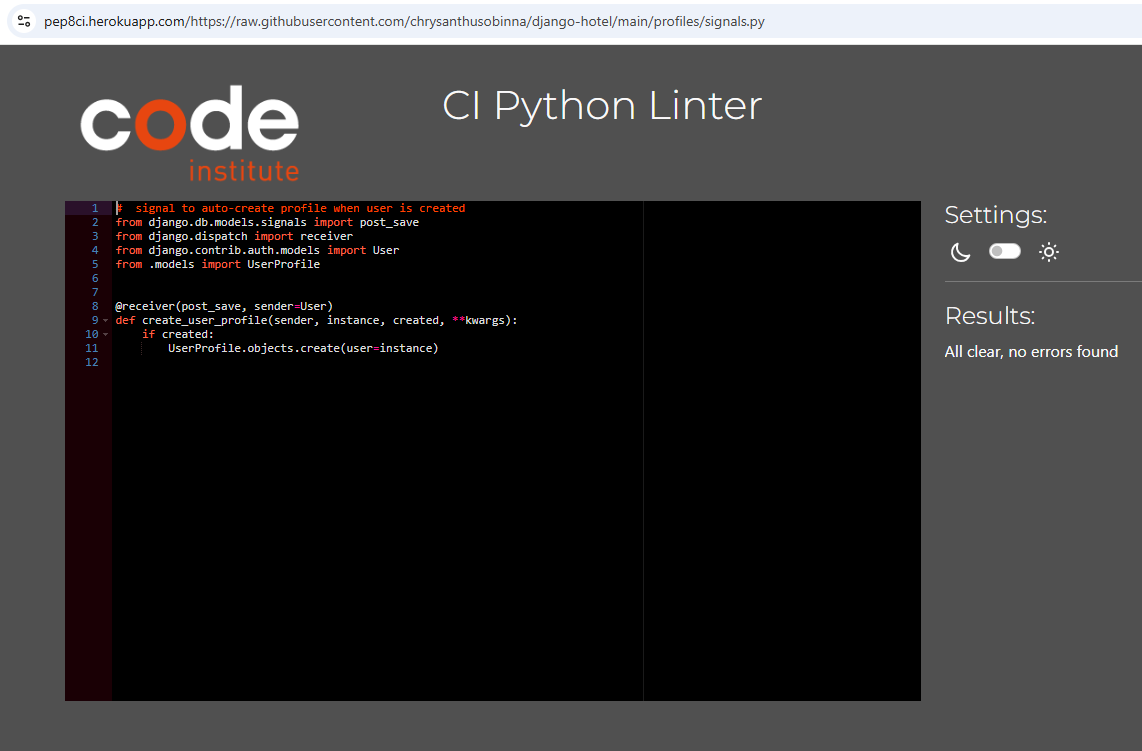 pep8ci.herokuapp.com/https://raw.githubusercontent.com/chrysanthusobinna/django-hotel/main/profiles/signals.py
code
institute
CI Python Linter
1 #  signal to auto-create profile when user is created
2 from django.db.models.signals import post_save
3 from django.dispatch import receiver
4 from django.contrib.auth.models import User
5 from .models import UserProfile
6
7
8 @receiver(post_save, sender=User)
9 def create_user_profile(sender, instance, created, **kwargs):
10     if created:
11         UserProfile.objects.create(user=instance)
12
Settings:
Results:
All clear, no errors found